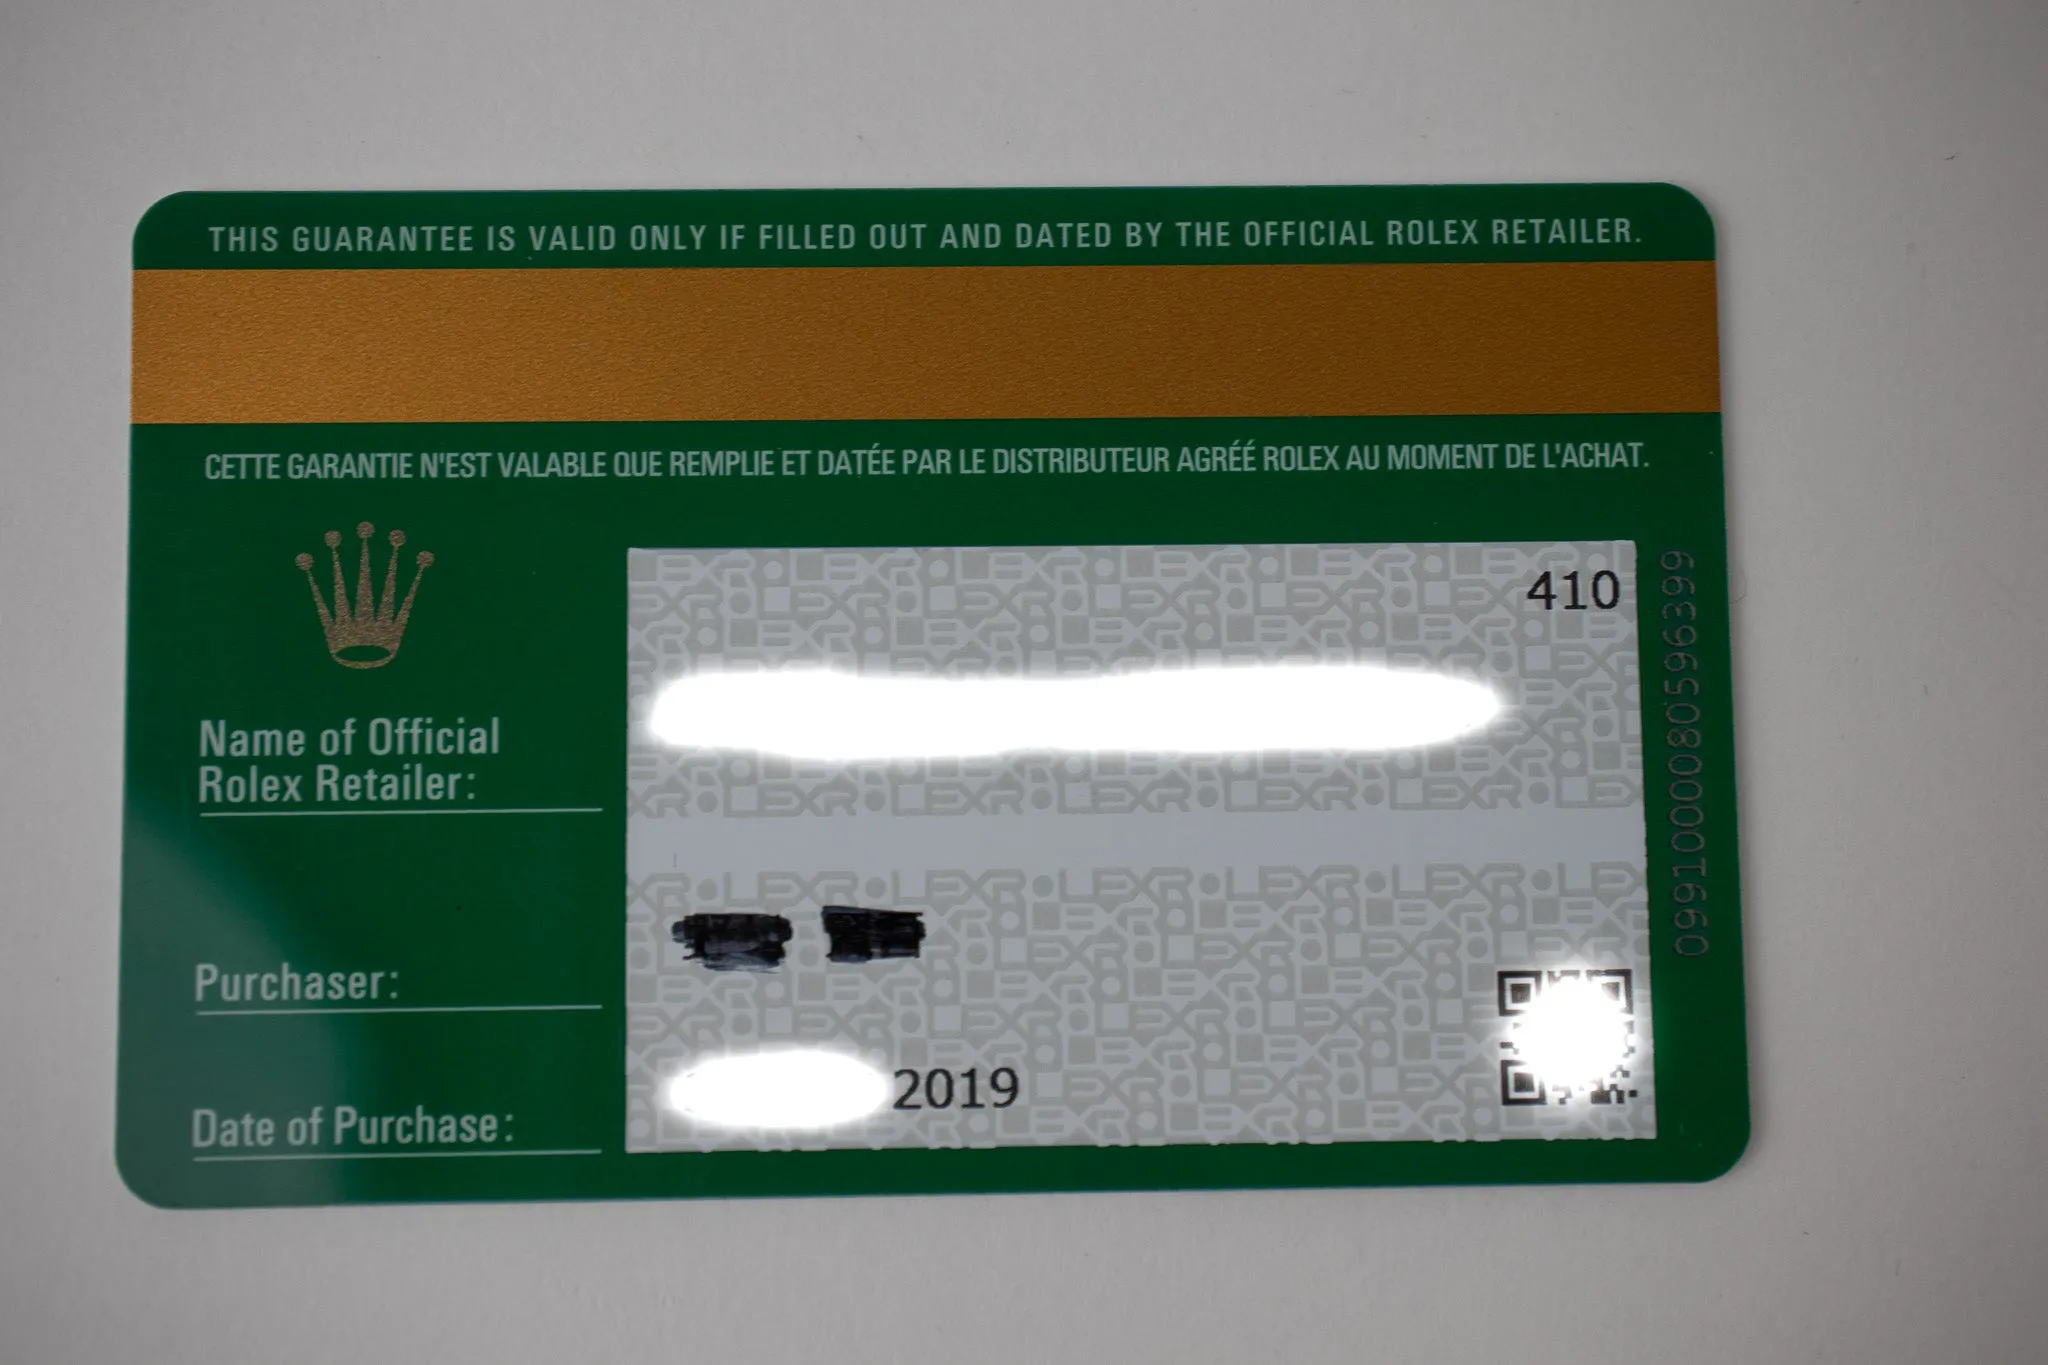 THIS GUARANTEE IS VALID ONLY IF FILLED OUT AND DATED BY THE OFFICIAL ROLEX RETAILER.
CETTE GARANTIE N'EST VALABLE QUE REMPLIE ET DATÉE PAR LE DISTRIBUTEUR AGRÉÉ ROLEX AU MOMENT DE L'ACHAT.
410
Name of Official
Rolex Retailer:
Purchaser:
Date of Purchase:
2019
0991000080596399